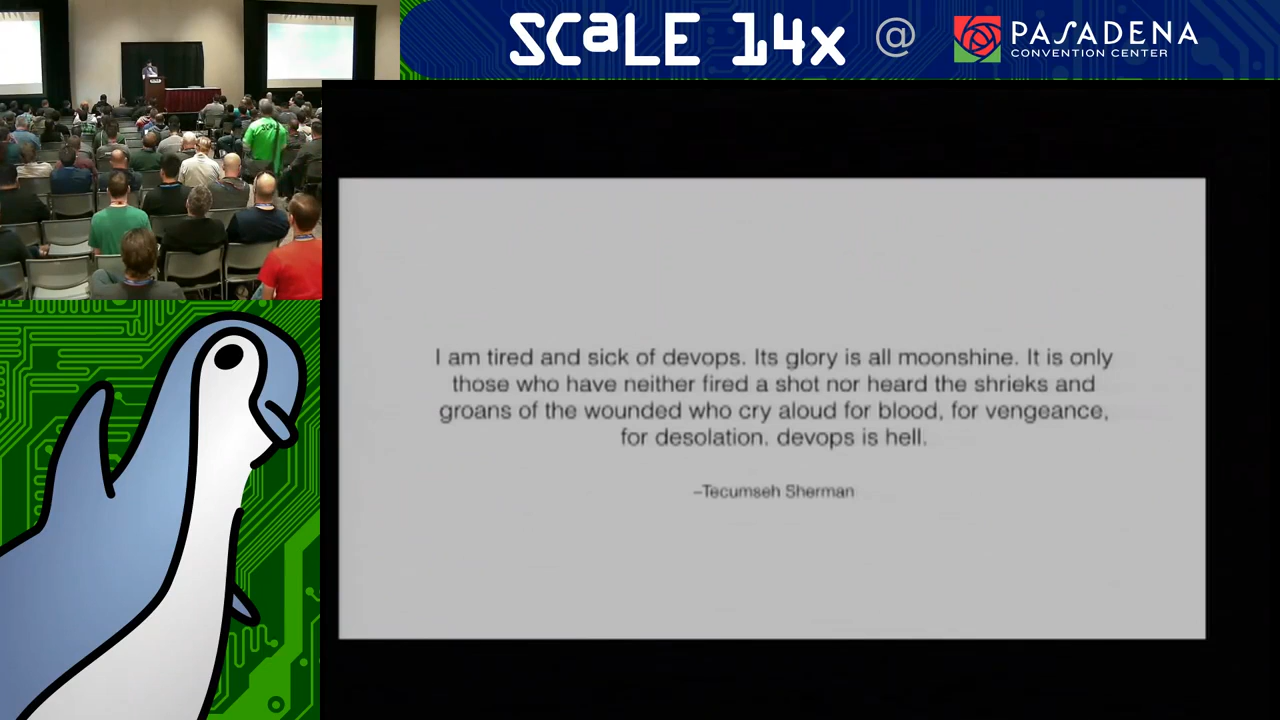 SCaLE 14x @ PASADENA
CONVENTION CENTER
I am tired and sick of devops. Its glory is all moonshine. It is only
those who have neither fired a shot nor heard the shrieks and
groans of the wounded who cry aloud for blood, for vengeance,
for desolation. devops is hell.
–Tecumseh Sherman